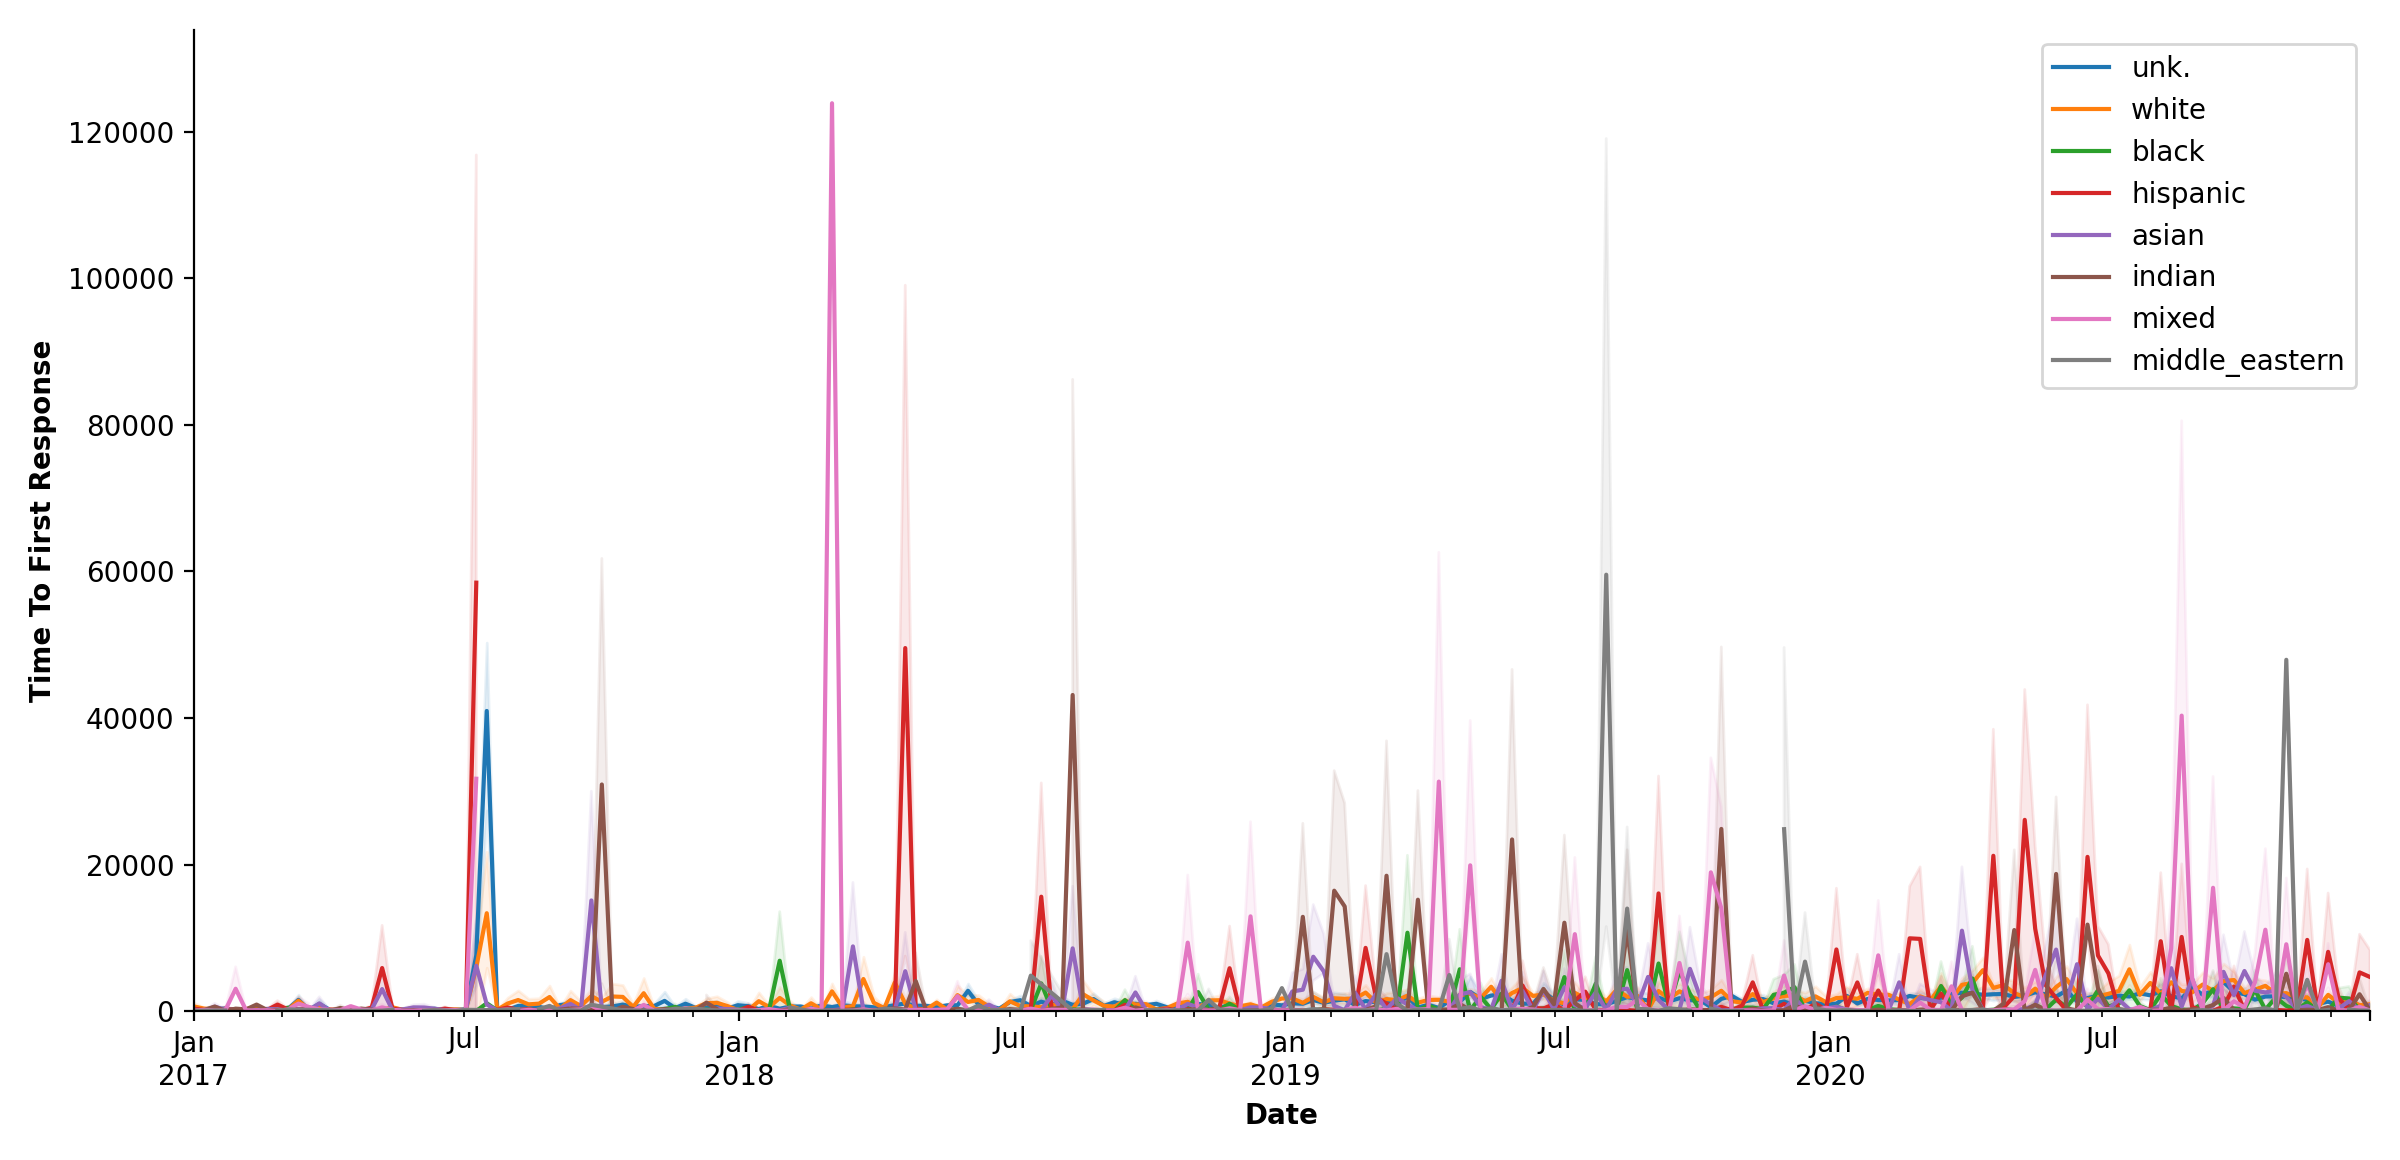 120000
100000
80000
60000
40000
20000
0
Time To First Response
unk.
white
black
hispanic
asian
indian
mixed
middle_eastern
Jan
2017
Jul
Jan
2018
Jul
Jan
2019
Jul
Jan
2020
Jul
Date